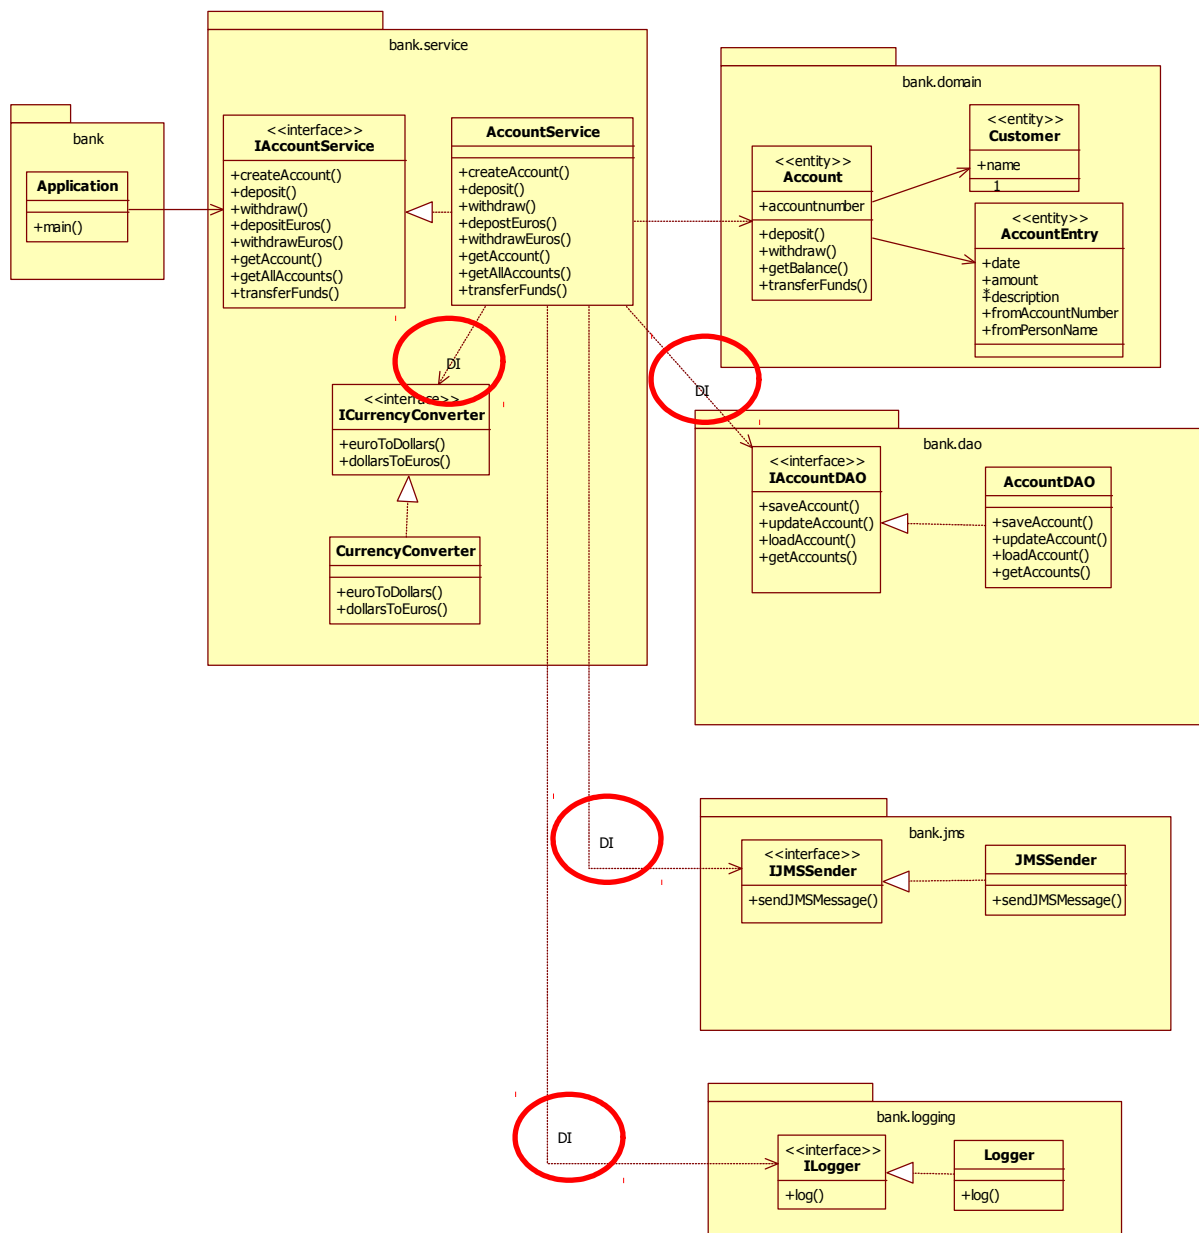 bank
Application
+main()
bank.service
<<interface>>
IAccountService
+createAccount()
+deposit()
+withdraw()
+depositEuros()
+withdrawEuros()
+getAccount()
+getAllAccounts()
+transferFunds()
AccountService
+createAccount()
+deposit()
+withdraw()
+depostEuros()
+withdrawEuros()
+getAccount()
+getAllAccounts()
+transferFunds()
DI
<<interface>>
ICurrencyConverter
+euroToDollars()
+dollarsToEuros()
CurrencyConverter
+euroToDollars()
+dollarsToEuros()
bank.domain
<<entity>>
Account
+accountnumber
+deposit()
+withdraw()
+getBalance()
+transferFunds()
<<entity>>
Customer
+name
1
<<entity>>
AccountEntry
+date
+amount
*
+description
+fromAccountNumber
+fromPersonName
DI
bank.dao
<<interface>>
IAccountDAO
+saveAccount()
+updateAccount()
+loadAccount()
+getAccounts()
AccountDAO
+saveAccount()
+updateAccount()
+loadAccount()
+getAccounts()
DI
bank.jms
<<interface>>
IJMSSender
+sendJMSMessage()
JMSSender
+sendJMSMessage()
DI
bank.logging
<<interface>>
ILogger
+log()
Logger
+log()